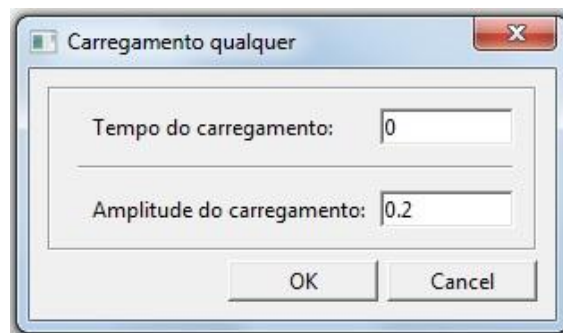 Carregamento qualquer
Tempo do carregamento: 0
Amplitude do carregamento: 0.2
OK Cancel